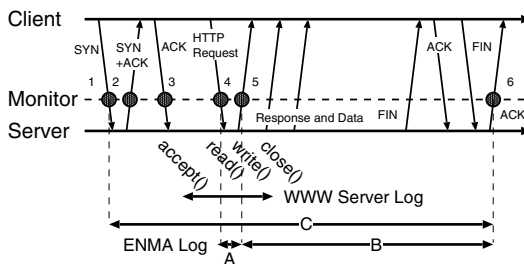 Client
SYN
SYN
+ACK
ACK
HTTP
Request
ACK
FIN
1
2
3
4
5
6
Monitor
Response and Data
FIN
ACK
Server
accept()
read()
write()
close()
WWW Server Log
C
ENMA Log
A
B